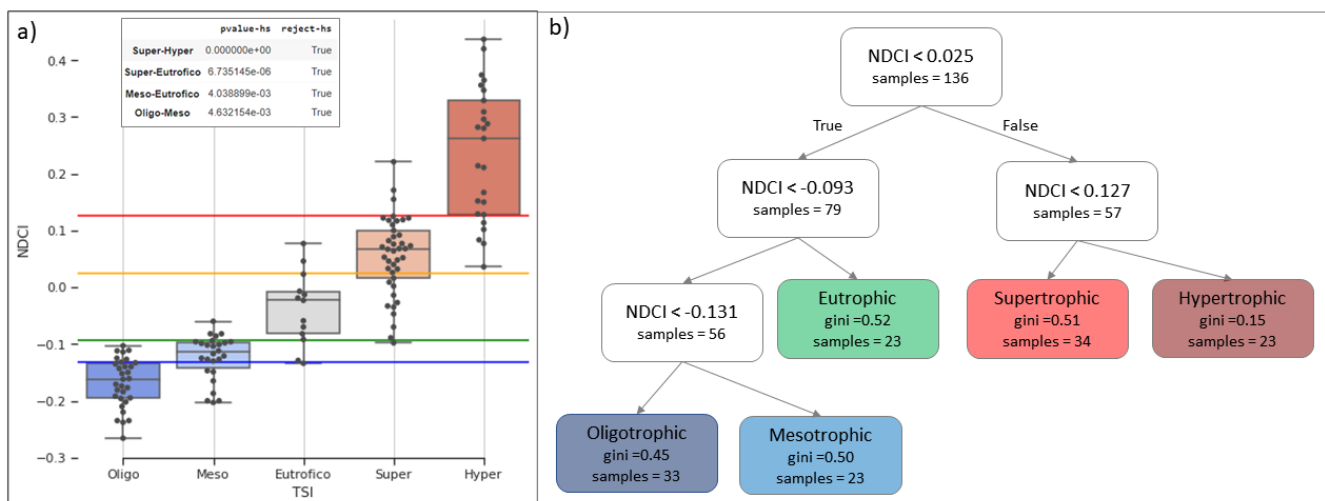 a)
pvalue-hs reject-hs
Super-Hyper 0.000000e+00 True
Super-Eutrofico 6.735145e-06 True
Meso-Eutrofico 4.038899e-03 True
Oligo-Meso 4.632154e-03 True
NDCI
0.4
0.3
0.2
0.1
0.0
−0.1
−0.2
−0.3
Oligo Meso Eutrofico Super Hyper
TSI
b)
NDCI < 0.025
samples = 136
True False
NDCI < -0.093
samples = 79
NDCI < 0.127
samples = 57
NDCI < -0.131
samples = 56
Eutrophic
gini =0.52
samples = 23
Supertrophic
gini =0.51
samples = 34
Hypertrophic
gini =0.15
samples = 23
Oligotrophic
gini =0.45
samples = 33
Mesotrophic
gini =0.50
samples = 23